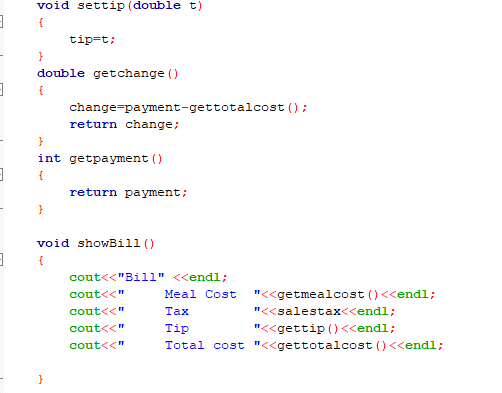 void settip(double t)
{
    tip=t;
}
double getchange()
{
    change=payment-gettotalcost();
    return change;
}
int getpayment()
{
    return payment;
}

void showBill()
{
    cout<<"Bill" <<endl;
    cout<<"     Meal Cost  "<<getmealcost()<<endl;
    cout<<"     Tax        "<<salestax<<endl;
    cout<<"     Tip        "<<gettip()<<endl;
    cout<<"     Total cost "<<gettotalcost()<<endl;

}